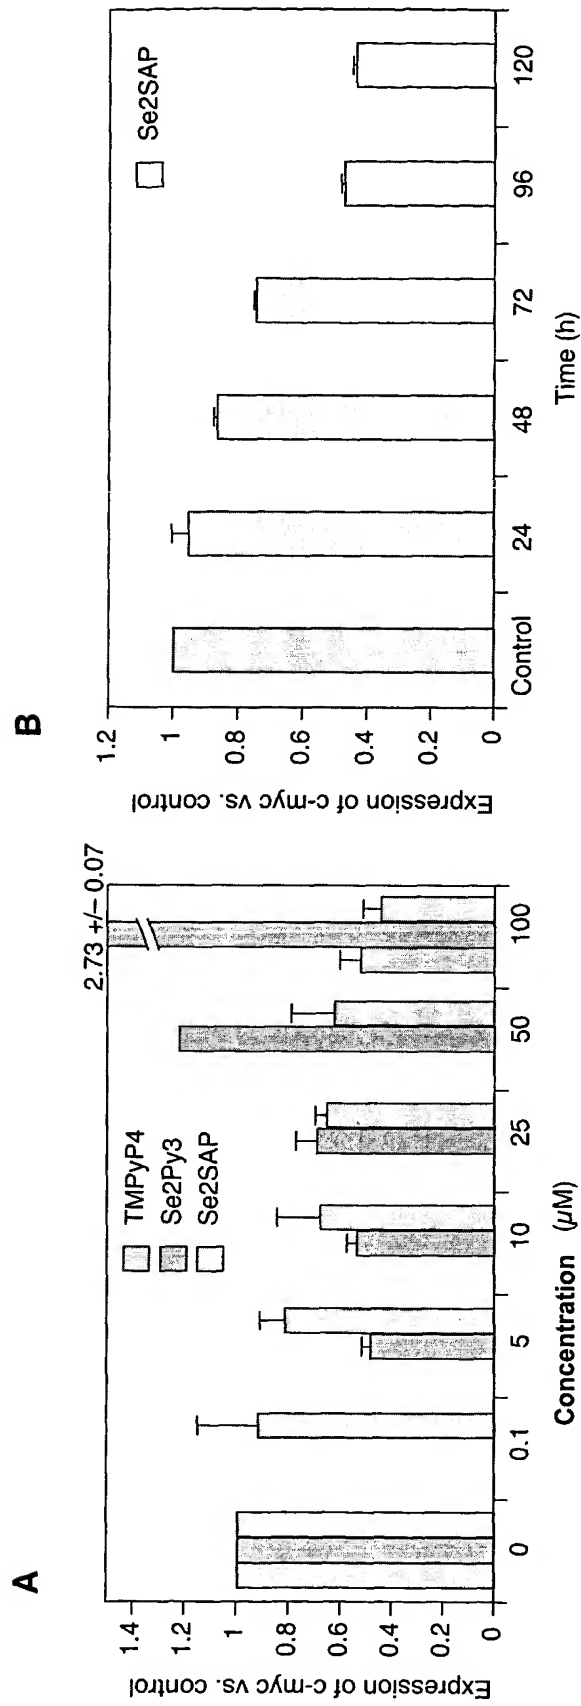 A
Expression of c-myc vs. control
1.4
1.2
1
0.8
0.6
0.4
0.2
0
2.73 +/– 0.07
TMPyP4
Se2Py3
Se2SAP
0 0.1 5 10 25 50 100
Concentration (μM)
B
Expression of c-myc vs. control
1.2
1
0.8
0.6
0.4
0.2
0
Se2SAP
Control 24 48 72 96 120
Time (h)